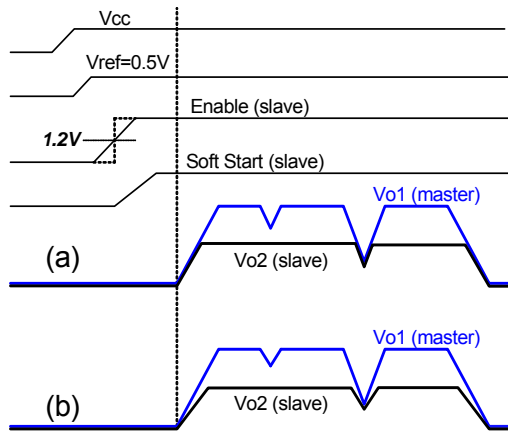 Vcc
Vref=0.5V
Enable (slave)
1.2V
Soft Start (slave)
Vo1 (master)
(a)
Vo2 (slave)
Vo1 (master)
(b)
Vo2 (slave)